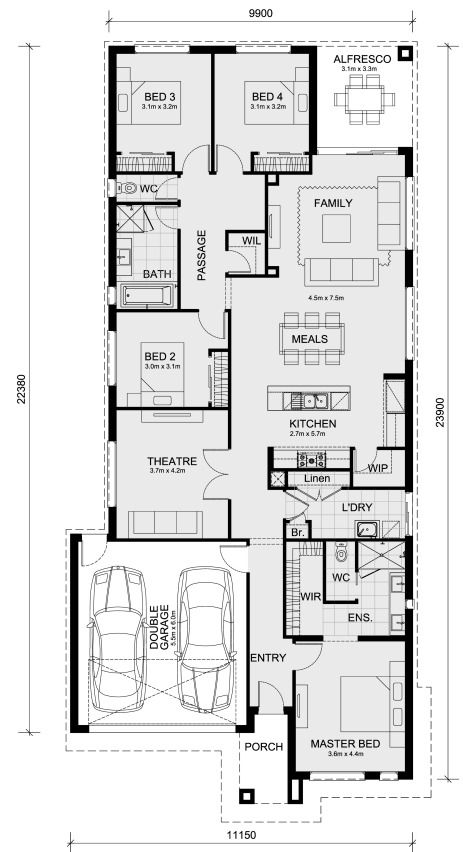 9900
ALFRESCO
3.1m x 3.3m
BED 3
3.1m x 3.2m
BED 4
3.1m x 3.2m
WC
FAMILY
PASSAGE
WIL
BATH
4.5m x 7.5m
MEALS
BED 2
3.0m x 3.1m
22380
23900
KITCHEN
2.7m x 5.7m
THEATRE
3.7m x 4.2m
WIP
Linen
L'DRY
Br.
WC
WIR
ENS.
DOUBLE
GARAGE
5.5m x 6.0m
ENTRY
PORCH
MASTER BED
3.6m x 4.4m
11150